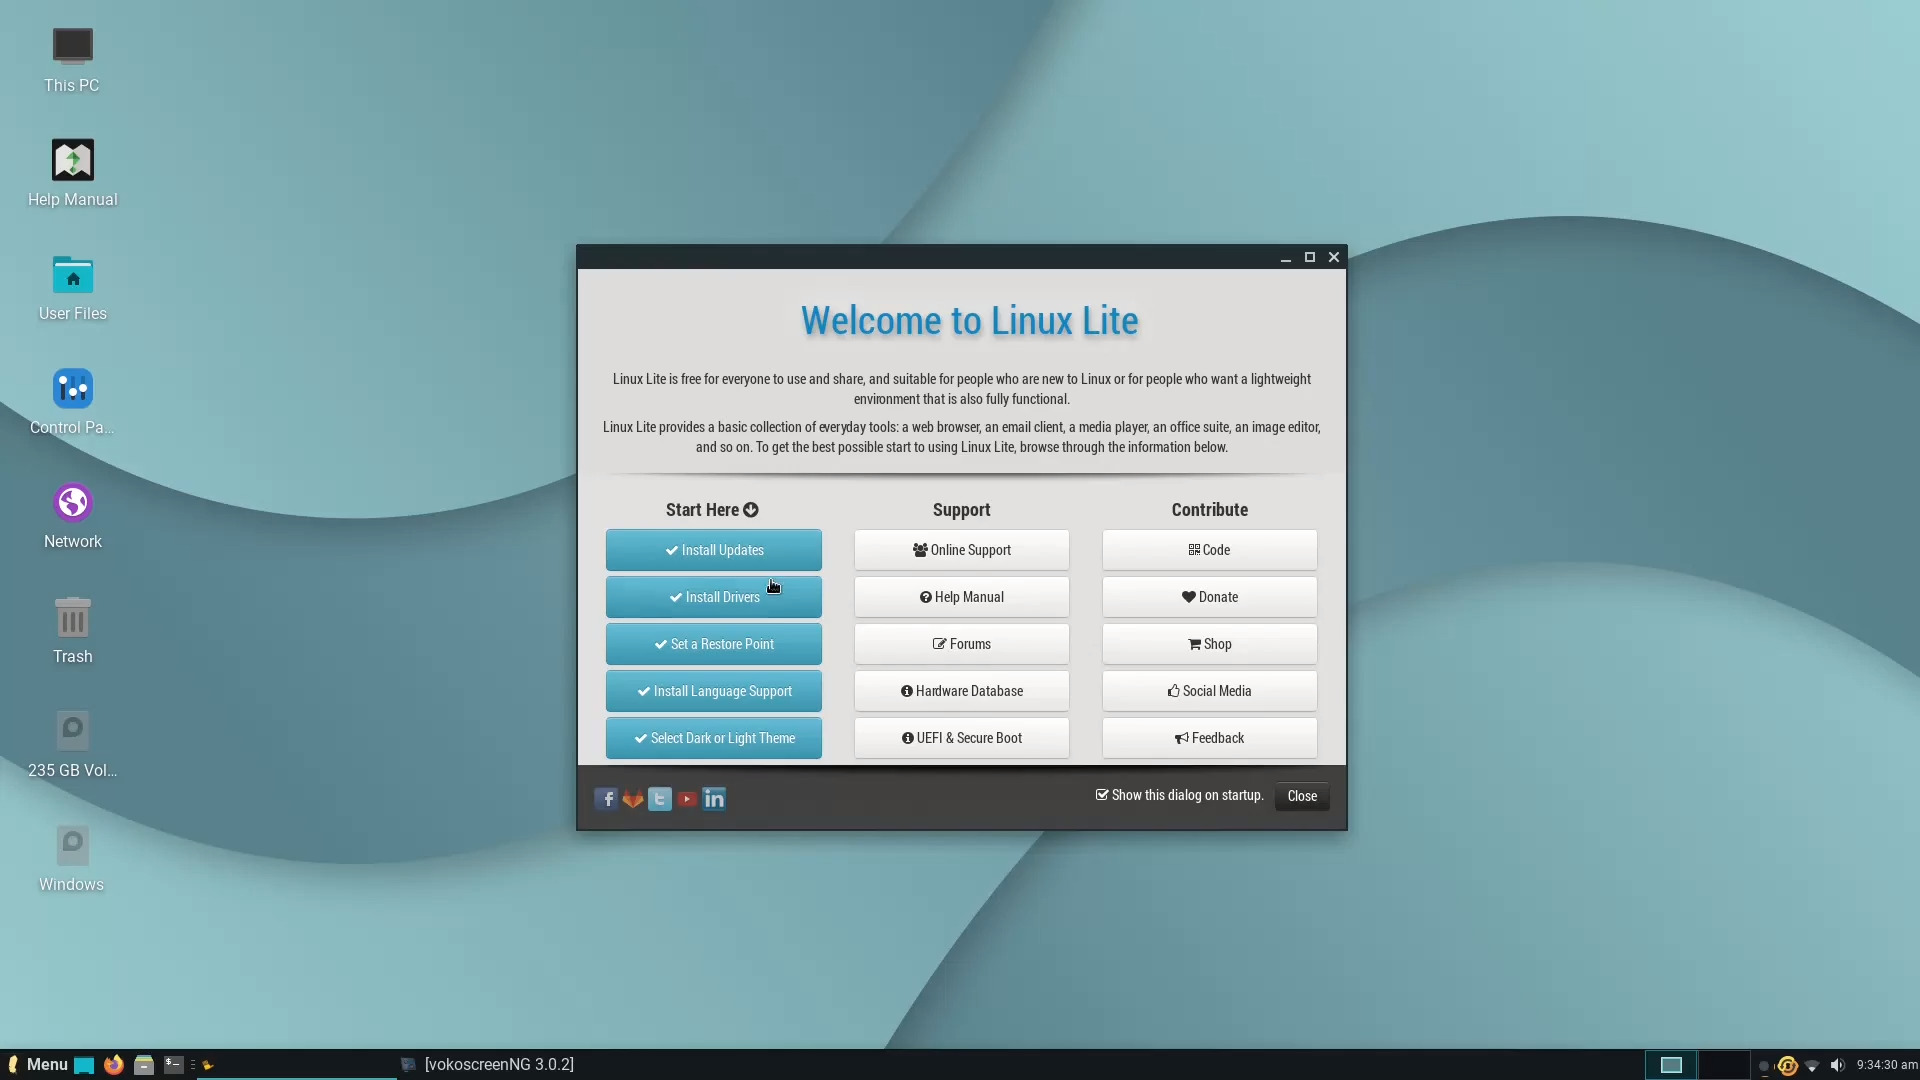 This PC
Help Manual
User Files
Control Pa...
Network
Trash
235 GB Vol...
Windows
Welcome to Linux Lite
Linux Lite is free for everyone to use and share, and suitable for people who are new to Linux or for people who want a lightweight
environment that is also fully functional.
Linux Lite provides a basic collection of everyday tools: a web browser, an email client, a media player, an office suite, an image editor,
and so on. To get the best possible start to using Linux Lite, browse through the information below.
Start Here
Install Updates
Install Drivers
Set a Restore Point
Install Language Support
Select Dark or Light Theme
Support
Online Support
Help Manual
Forums
Hardware Database
UEFI & Secure Boot
Contribute
Code
Donate
Shop
Social Media
Feedback
Show this dialog on startup.
Close
Menu
[vokoscreenNG 3.0.2]
9:34:30 am